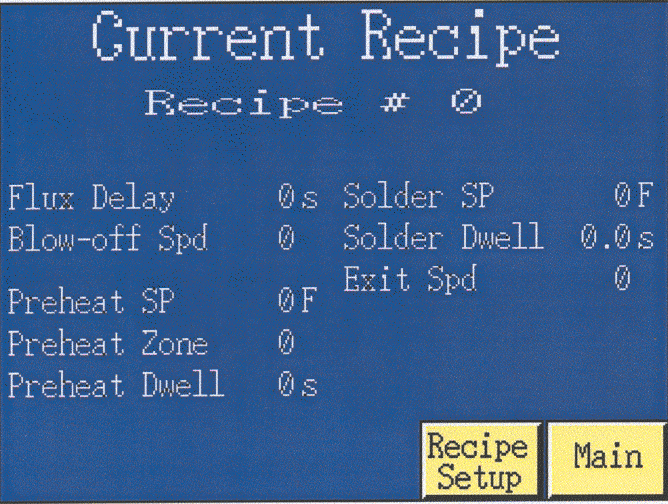 Current Recipe
Recipe # 0
Flux Delay 0s
Blow-off Spd 0
Preheat SP 0F
Preheat Zone 0
Preheat Dwell 0s
Solder SP 0F
Solder Dwell 0.0s
Exit Spd 0
Recipe
Setup
Main